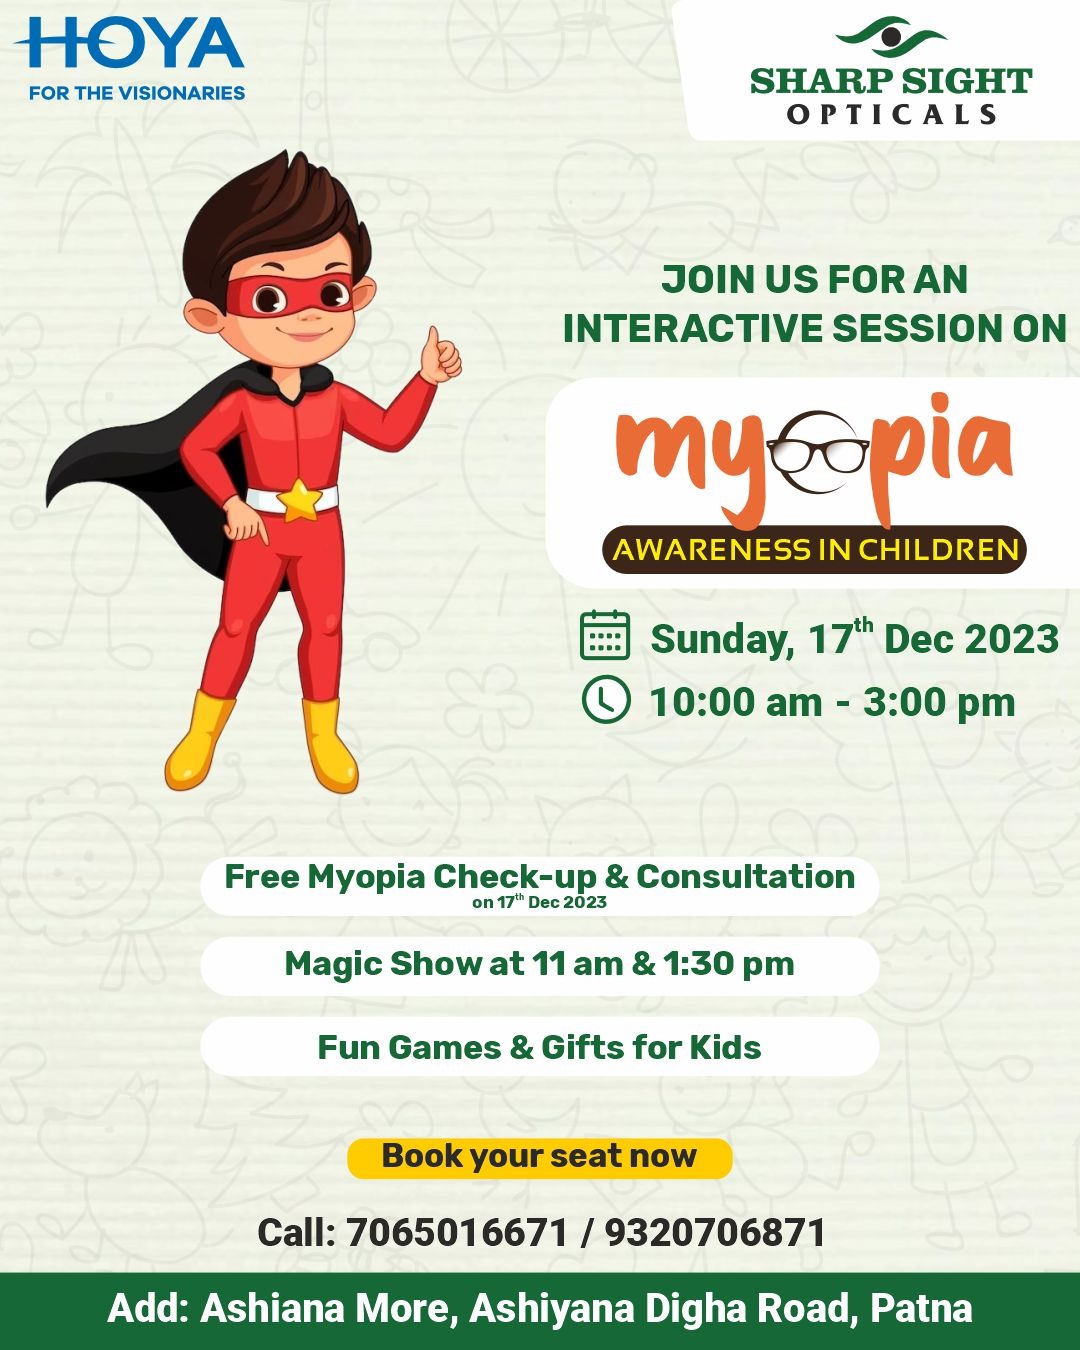 HOYA
FOR THE VISIONARIES
SHARP SIGHT
OPTICALS
JOIN US FOR AN
INTERACTIVE SESSION ON
myopia
AWARENESS IN CHILDREN
Sunday, 17th Dec 2023
10:00 am - 3:00 pm
Free Myopia Check-up & Consultation
on 17th Dec 2023
Magic Show at 11 am & 1:30 pm
Fun Games & Gifts for Kids
Book your seat now
Call: 7065016671 / 9320706871
Add: Ashiana More, Ashiyana Digha Road, Patna